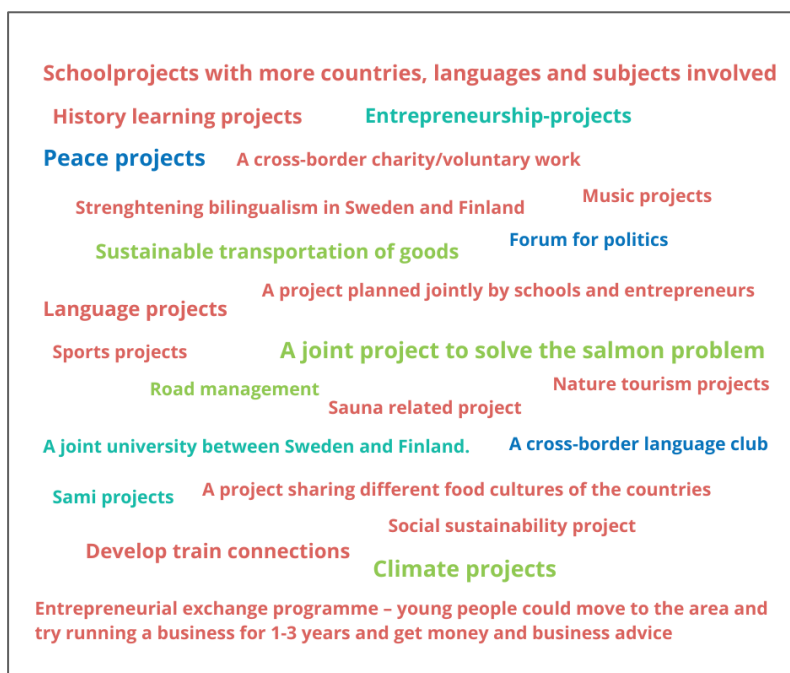 Schoolprojects with more countries, languages and subjects involved
History learning projects
Entrepreneurship-projects
Peace projects
A cross-border charity/voluntary work
Music projects
Strenghtening bilingualism in Sweden and Finland
Forum for politics
Sustainable transportation of goods
A project planned jointly by schools and entrepreneurs
Language projects
Sports projects
A joint project to solve the salmon problem
Nature tourism projects
Road management
Sauna related project
A joint university between Sweden and Finland.
A cross-border language club
Sami projects
A project sharing different food cultures of the countries
Social sustainability project
Develop train connections
Climate projects
Entrepreneurial exchange programme – young people could move to the area and
try running a business for 1-3 years and get money and business advice